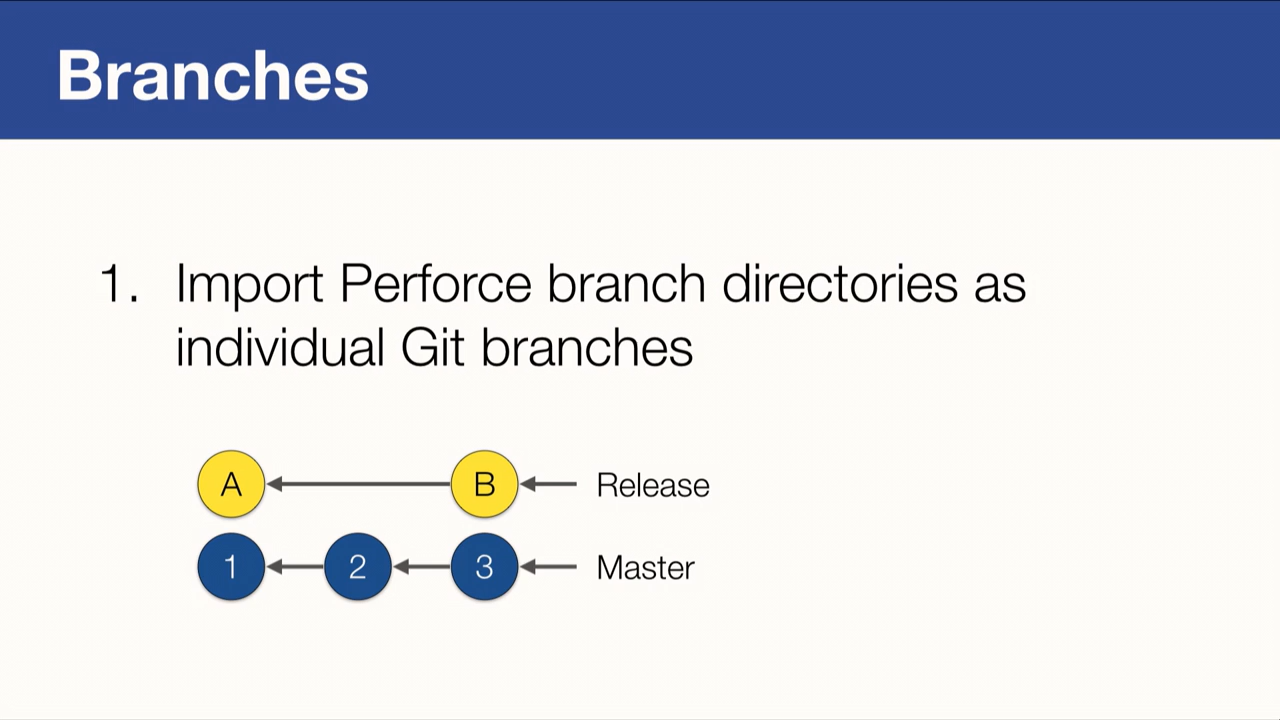 Branches
1. Import Perforce branch directories as
individual Git branches
A B Release
1 2 3 Master